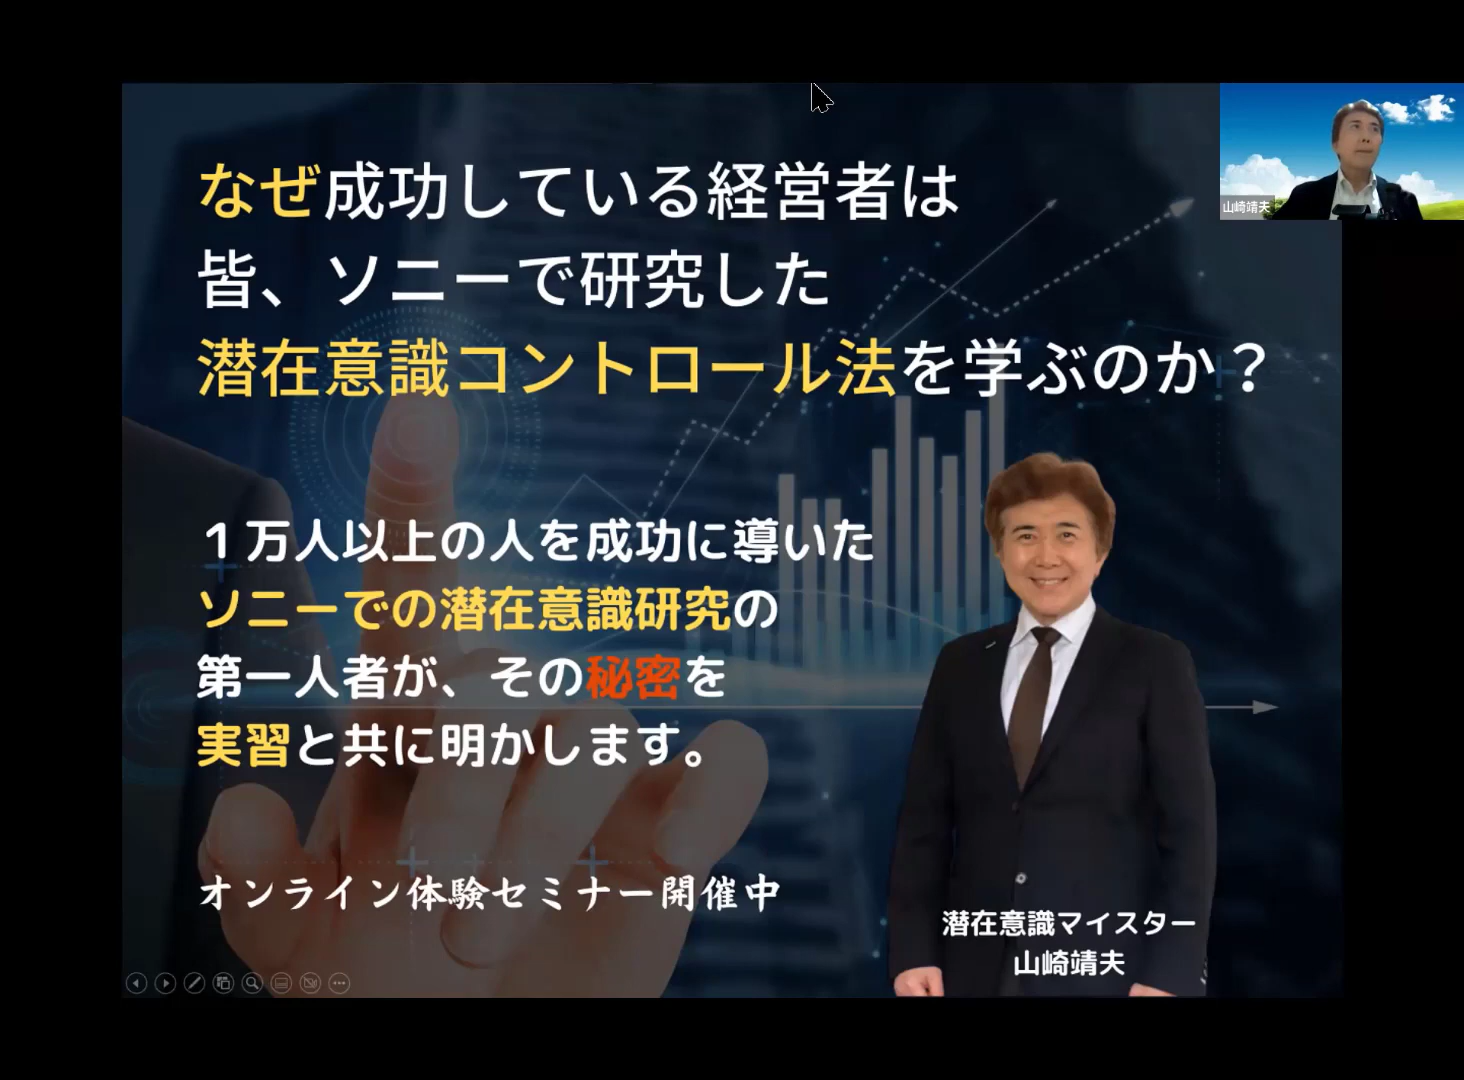 なぜ成功している経営者は
皆、ソニーで研究した
潜在意識コントロール法を学ぶのか？
１万人以上の人を成功に導いた
ソニーでの潜在意識研究の
第一人者が、その秘密を
実習と共に明かします。
オンライン体験セミナー開催中
潜在意識マイスター
山崎靖夫
山崎靖夫